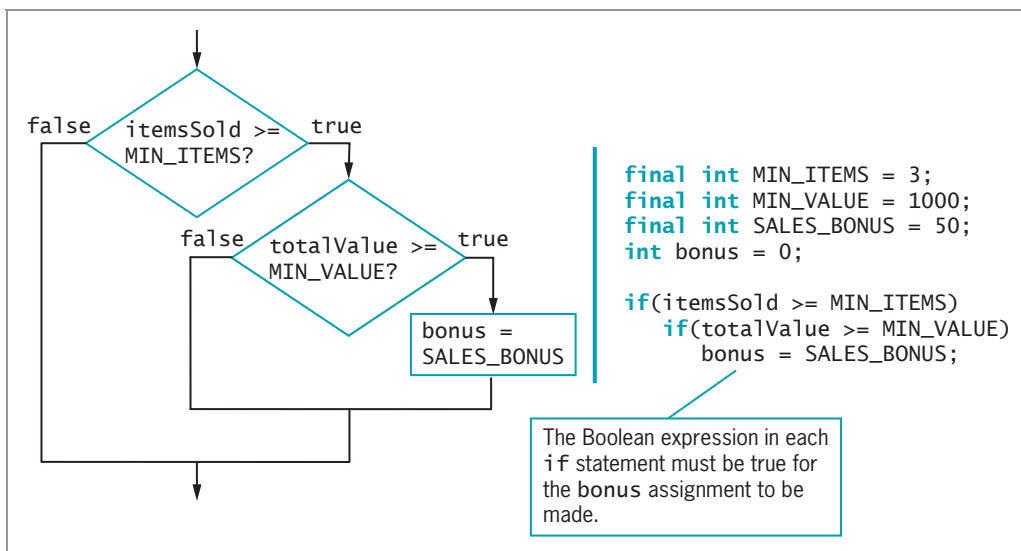 false
itemsSold >=
MIN_ITEMS?
true
false
totalValue >=
MIN_VALUE?
true
bonus =
SALES_BONUS
final int MIN_ITEMS = 3;
final int MIN_VALUE = 1000;
final int SALES_BONUS = 50;
int bonus = 0;
if(itemsSold >= MIN_ITEMS)
if(totalValue >= MIN_VALUE)
bonus = SALES_BONUS;
The Boolean expression in each
if statement must be true for
the bonus assignment to be
made.